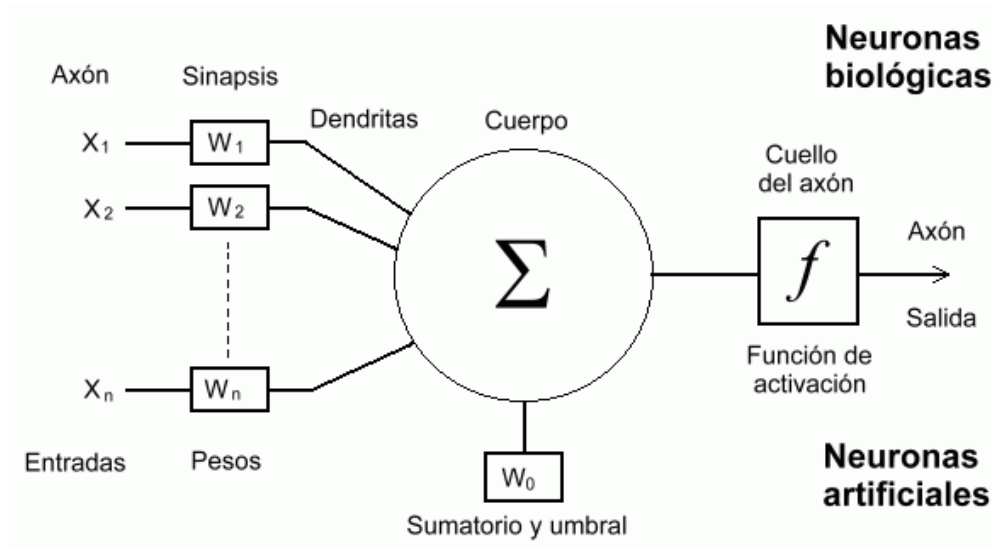 Neuronas
biológicas
Axón
Sinapsis
Dendritas
Cuerpo
Cuello
del axón
X1
W1
X2
W2
Σ
f
Axón
Salida
Xn
Wn
Función de
activación
Entradas
Pesos
W0
Sumatorio y umbral
Neuronas
artificiales